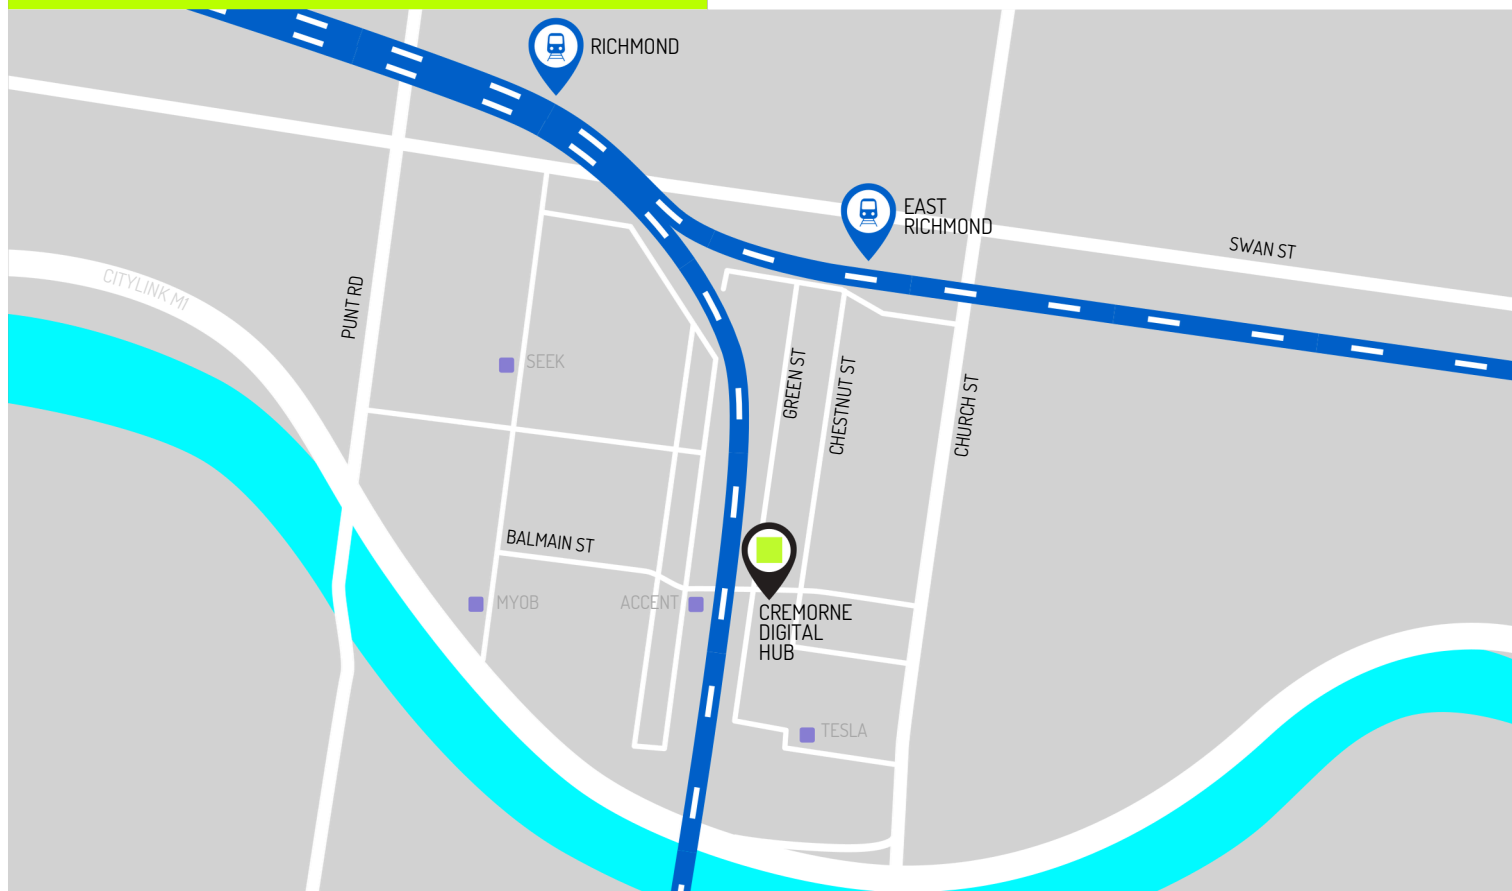 RICHMOND
EAST
RICHMOND
SWAN ST
CITYLINK M1
PUNT RD
SEEK
GREEN ST
CHESTNUT ST
CHURCH ST
BALMAIN ST
MYOB
ACCENT
CREMORNE
DIGITAL
HUB
TESLA